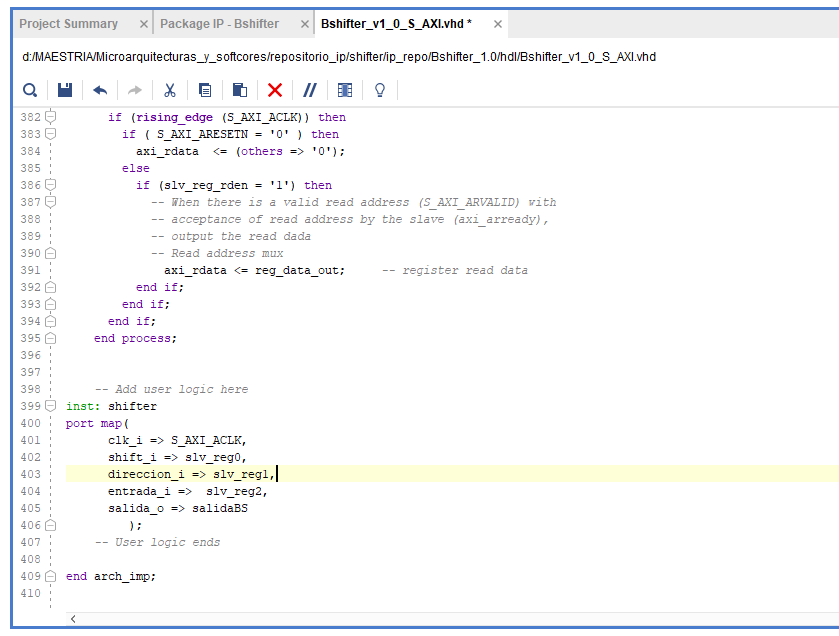 Project Summary × Package IP - Bshifter × Bshifter_v1_0_S_AXI.vhd * ×
d:/MAESTRIA/Microarquitecturas_y_softcores/repositorio_ip/shifter/ip_repo/Bshifter_1.0/hdl/Bshifter_v1_0_S_AXI.vhd
382 if (rising_edge (S_AXI_ACLK)) then
383 if ( S_AXI_ARESETN = '0' ) then
384 axi_rdata <= (others => '0');
385 else
386 if (slv_reg_rden = '1') then
387 -- When there is a valid read address (S_AXI_ARVALID) with
388 -- acceptance of read address by the slave (axi_arready),
389 -- output the read dada
390 -- Read address mux
391 axi_rdata <= reg_data_out; -- register read data
392 end if;
393 end if;
394 end if;
395 end process;
396
397
398 -- Add user logic here
399 inst: shifter
400 port map(
401 clk_i => S_AXI_ACLK,
402 shift_i => slv_reg0,
403 direccion_i => slv_reg1,
404 entrada_i => slv_reg2,
405 salida_o => salidaBS
406 );
407 -- User logic ends
408
409 end arch_imp;
410